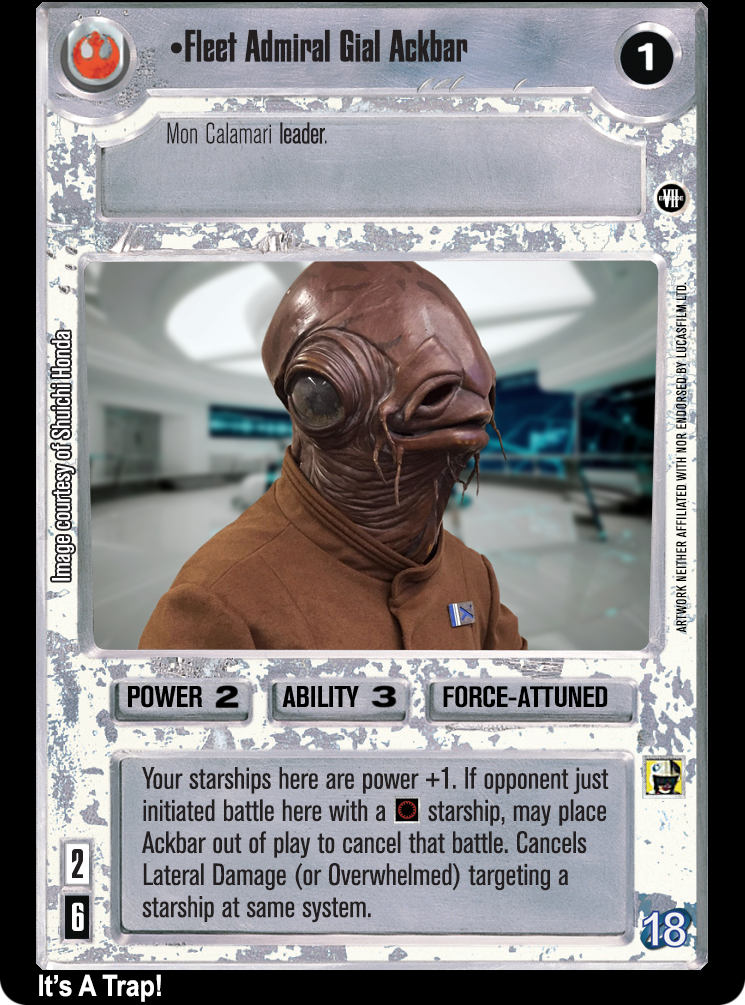 •Fleet Admiral Gial Ackbar
1
Mon Calamari leader.
EPISODE VII
Image courtesy of Shuichi Honda
ARTWORK NEITHER AFFILIATED WITH NOR ENDORSED BY LUCASFILM LTD.
POWER 2
ABILITY 3
FORCE-ATTUNED
Your starships here are power +1. If opponent just
initiated battle here with a starship, may place
Ackbar out of play to cancel that battle. Cancels
Lateral Damage (or Overwhelmed) targeting a
starship at same system.
2
6
18
It's A Trap!